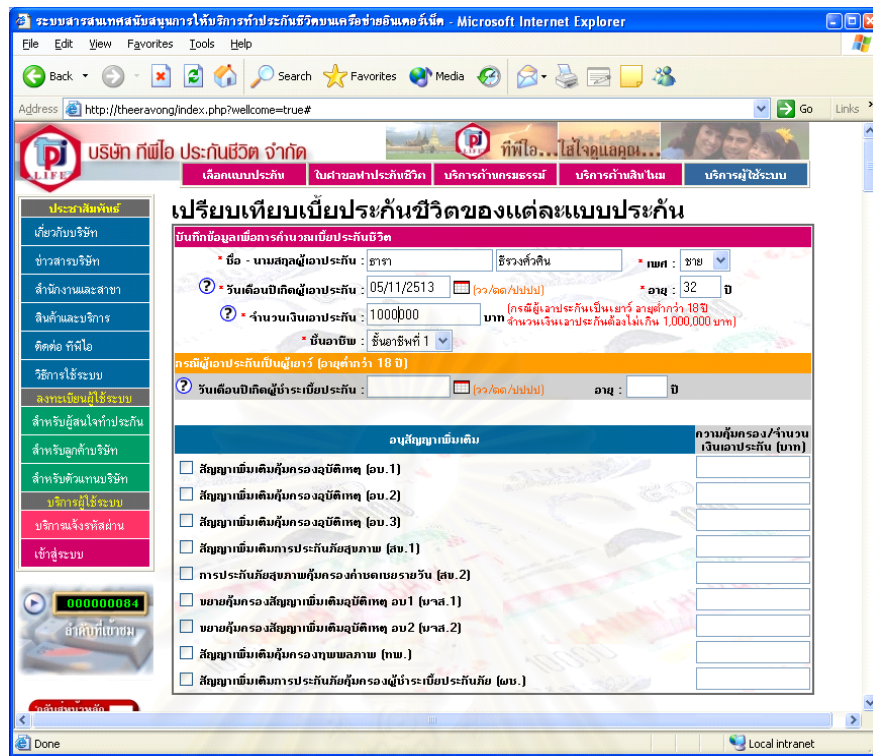 ระบบสารสนเทศสนับสนุนการให้บริการทำประกันชีวิตบนเครือข่ายอินเตอร์เน็ต - Microsoft Internet Explorer
File Edit View Favorites Tools Help
Back Search Favorites Media
Address http://theeravong/index.php?wellcome=true# Go Links
TPI LIFE บริษัท ทีพีไอ ประกันชีวิต จำกัด LIFE ทีพีไอ...ใส่ใจดูแลคุณ...
เลือกแบบประกัน ใบคำขอทำประกันชีวิต บริการด้านกรมธรรม์ บริการด้านสินไหม บริการผู้ใช้ระบบ
ประชาสัมพันธ์
เกี่ยวกับบริษัท
ข่าวสารบริษัท
สำนักงานและสาขา
สินค้าและบริการ
ติดต่อ ทีพีไอ
วิธีการใช้ระบบ
ลงทะเบียนผู้ใช้ระบบ
สำหรับผู้สนใจทำประกัน
สำหรับลูกค้าบริษัท
สำหรับตัวแทนบริษัท
บริการผู้ใช้ระบบ
บริการแจ้งรหัสผ่าน
เข้าสู่ระบบ
000000084
ลำดับที่เข้าชม
กลับสู่หน้าหลัก
เปรียบเทียบเบี้ยประกันชีวิตของแต่ละแบบประกัน
บันทึกข้อมูลเพื่อการคำนวณเบี้ยประกันชีวิต
* ชื่อ - นามสกุลผู้เอาประกัน : ธารา ธีรวงศ์วคิน * เพศ : ชาย
* วันเดือนปีเกิดผู้เอาประกัน : 05/11/2513 (วว/ดด/ปปปป) * อายุ : 32 ปี
* จำนวนเงินเอาประกัน : 1000000 บาท (กรณีผู้เอาประกันเป็นเยาว์ อายุต่ำกว่า 18 ปี
จำนวนเงินเอาประกันต้องไม่เกิน 1,000,000 บาท)
* ชั้นอาชีพ : ชั้นอาชีพที่ 1
กรณีผู้เอาประกันเป็นผู้เยาว์ (อายุต่ำกว่า 18 ปี)
วันเดือนปีเกิดผู้ชำระเบี้ยประกัน : (วว/ดด/ปปปป) อายุ : ปี
อนุสัญญาเพิ่มเติม ความคุ้มครอง/จำนวน
เงินเอาประกัน (บาท)
สัญญาเพิ่มเติมคุ้มครองอุบัติเหตุ (อบ.1)
สัญญาเพิ่มเติมคุ้มครองอุบัติเหตุ (อบ.2)
สัญญาเพิ่มเติมคุ้มครองอุบัติเหตุ (อบ.3)
สัญญาเพิ่มเติมการประกันภัยสุขภาพ (สข.1)
การประกันภัยสุขภาพคุ้มครองค่าชดเชยรายวัน (สข.2)
ขยายคุ้มครองสัญญาเพิ่มเติมอุบัติเหตุ อบ1 (มาส.1)
ขยายคุ้มครองสัญญาเพิ่มเติมอุบัติเหตุ อบ2 (มาส.2)
สัญญาเพิ่มเติมคุ้มครองทุพพลภาพ (ทพ.)
สัญญาเพิ่มเติมการประกันภัยคุ้มครองผู้ชำระเบี้ยประกันภัย (ผบ.)
Done Local intranet